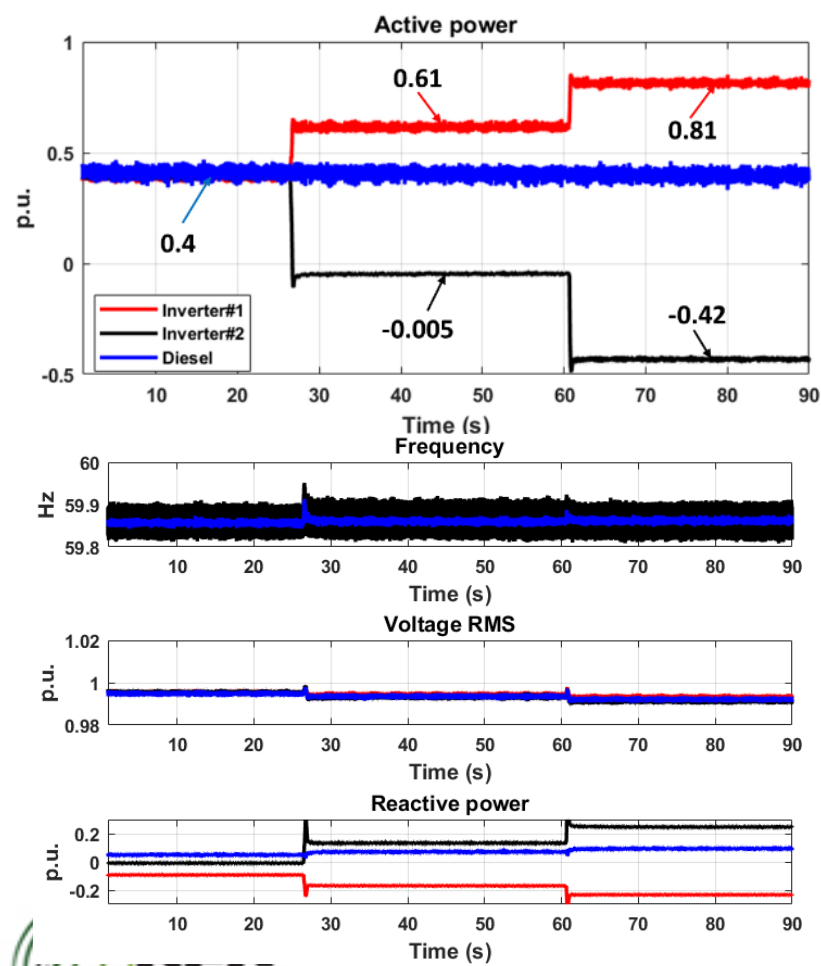 Active power
1
0.5
0
-0.5
p.u.
0.61
0.81
0.4
-0.005
-0.42
Inverter#1
Inverter#2
Diesel
10 20 30 40 50 60 70 80 90
Time (s)
Frequency
60
59.9
59.8
Hz
10 20 30 40 50 60 70 80 90
Time (s)
Voltage RMS
1.02
1
0.98
p.u.
10 20 30 40 50 60 70 80 90
Time (s)
Reactive power
0.2
0
-0.2
p.u.
10 20 30 40 50 60 70 80 90
Time (s)